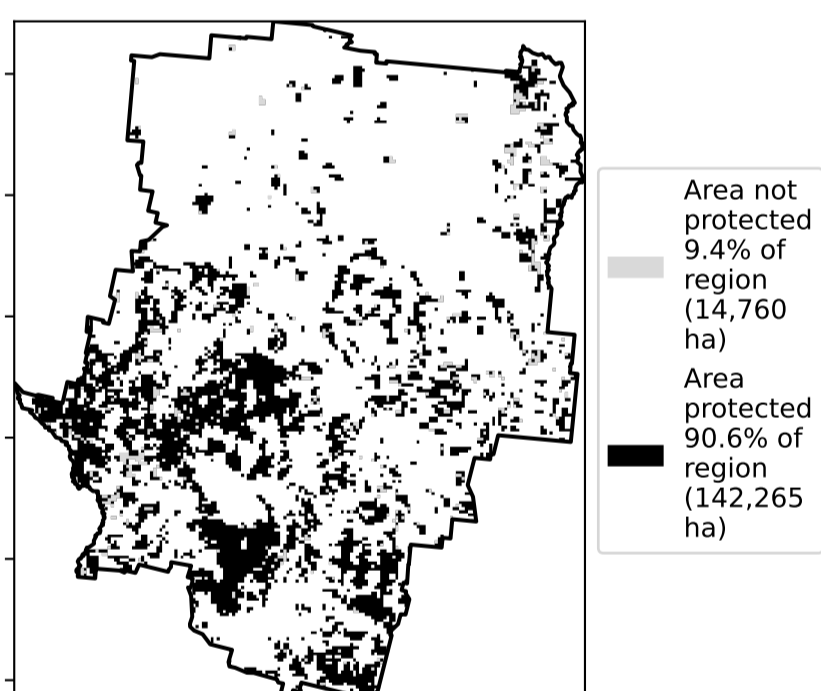 Area not
protected
9.4% of
region
(14,760
ha)
Area
protected
90.6% of
region
(142,265
ha)